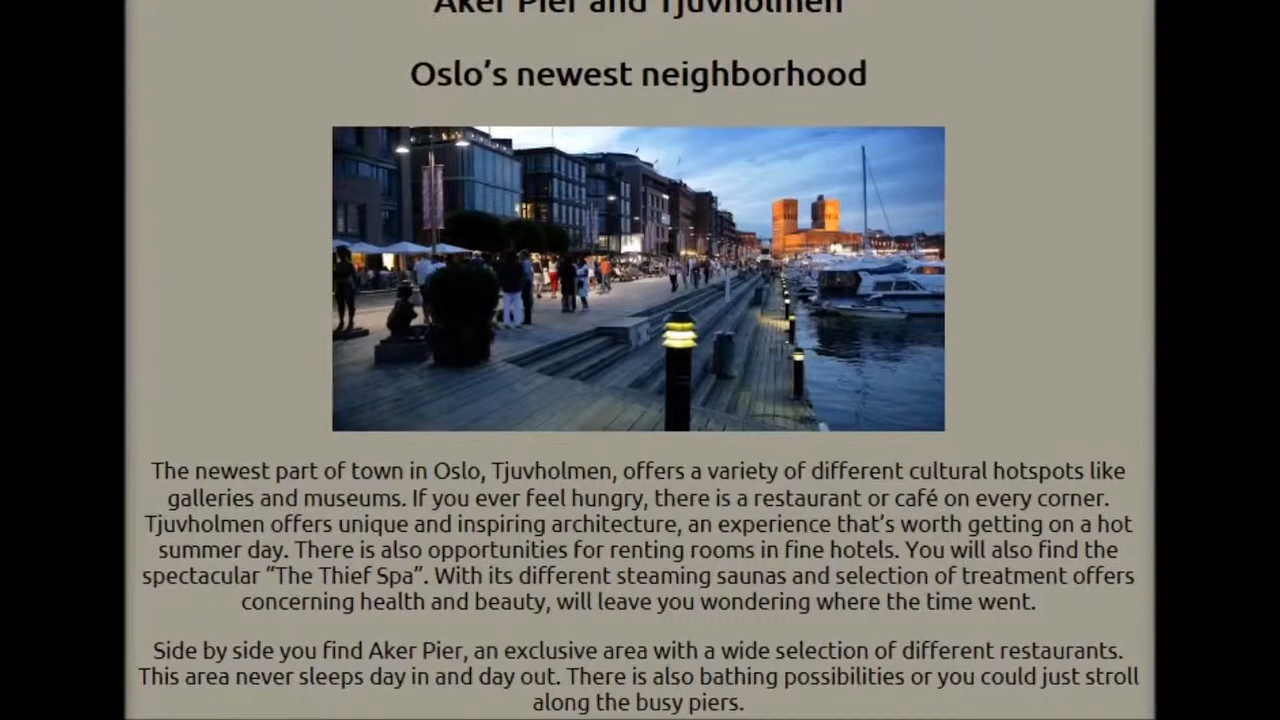 Aker Pier and Tjuvholmen
Oslo’s newest neighborhood
The newest part of town in Oslo, Tjuvholmen, offers a variety of different cultural hotspots like
galleries and museums. If you ever feel hungry, there is a restaurant or café on every corner.
Tjuvholmen offers unique and inspiring architecture, an experience that’s worth getting on a hot
summer day. There is also opportunities for renting rooms in fine hotels. You will also find the
spectacular “The Thief Spa”. With its different steaming saunas and selection of treatment offers
concerning health and beauty, will leave you wondering where the time went.
Side by side you find Aker Pier, an exclusive area with a wide selection of different restaurants.
This area never sleeps day in and day out. There is also bathing possibilities or you could just stroll
along the busy piers.